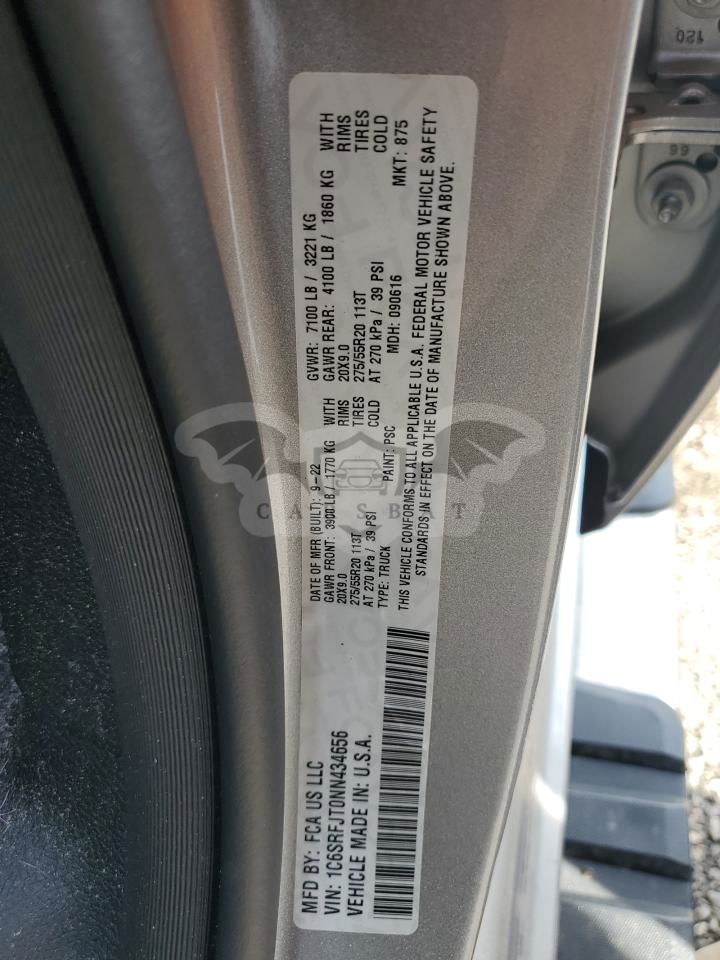 MFD BY: FCA US LLC
VIN: 1C6SRFJT0NN434656
VEHICLE MADE IN: U.S.A.
DATE OF MFR (BUILT): 9-22 GVWR: 7100 LB / 3221 KG
GAWR FRONT: 3900 LB / 1770 KG WITH GAWR REAR: 4100 LB / 1860 KG WITH
20X9.0 RIMS 20X9.0 RIMS
275/55R20 113T TIRES 275/55R20 113T TIRES
AT 270 kPa / 39 PSI COLD AT 270 kPa / 39 PSI COLD
TYPE: TRUCK PAINT: PSC MDH: 090616 MKT: 875
THIS VEHICLE CONFORMS TO ALL APPLICABLE U.S.A. FEDERAL MOTOR VEHICLE SAFETY
STANDARDS IN EFFECT ON THE DATE OF MANUFACTURE SHOWN ABOVE.
120
66